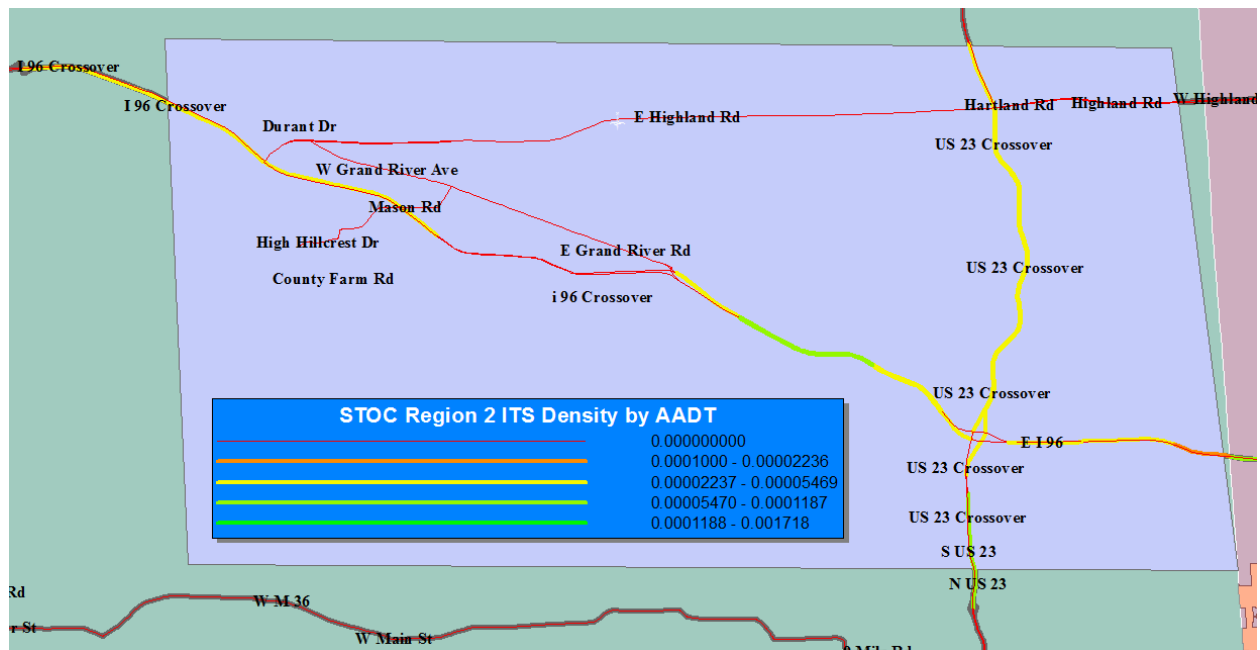 I 96 Crossover
I 96 Crossover
Hartland Rd
Highland Rd
W Highland
E Highland Rd
Durant Dr
US 23 Crossover
W Grand River Ave
Mason Rd
High Hillcrest Dr
E Grand River Rd
US 23 Crossover
County Farm Rd
i 96 Crossover
US 23 Crossover
STOC Region 2 ITS Density by AADT
0.000000000
0.0001000 - 0.00002236
0.00002237 - 0.00005469
0.00005470 - 0.0001187
0.0001188 - 0.001718
E I 96
US 23 Crossover
US 23 Crossover
S US 23
N US 23
Rd
W M 36
r St
W Main St
9 Mile Rd